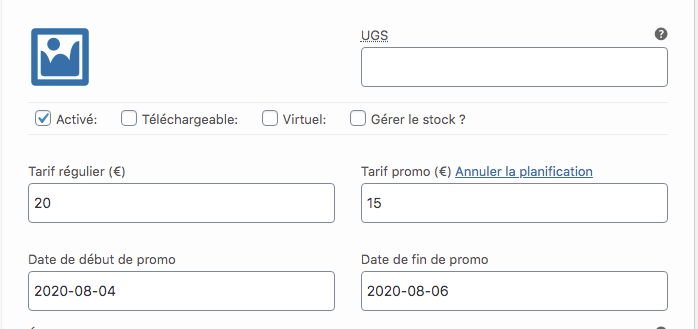 UGS
Activé: Téléchargeable: Virtuel: Gérer le stock ?
Tarif régulier (€) Tarif promo (€) Annuler la planification
20 15
Date de début de promo Date de fin de promo
2020-08-04 2020-08-06